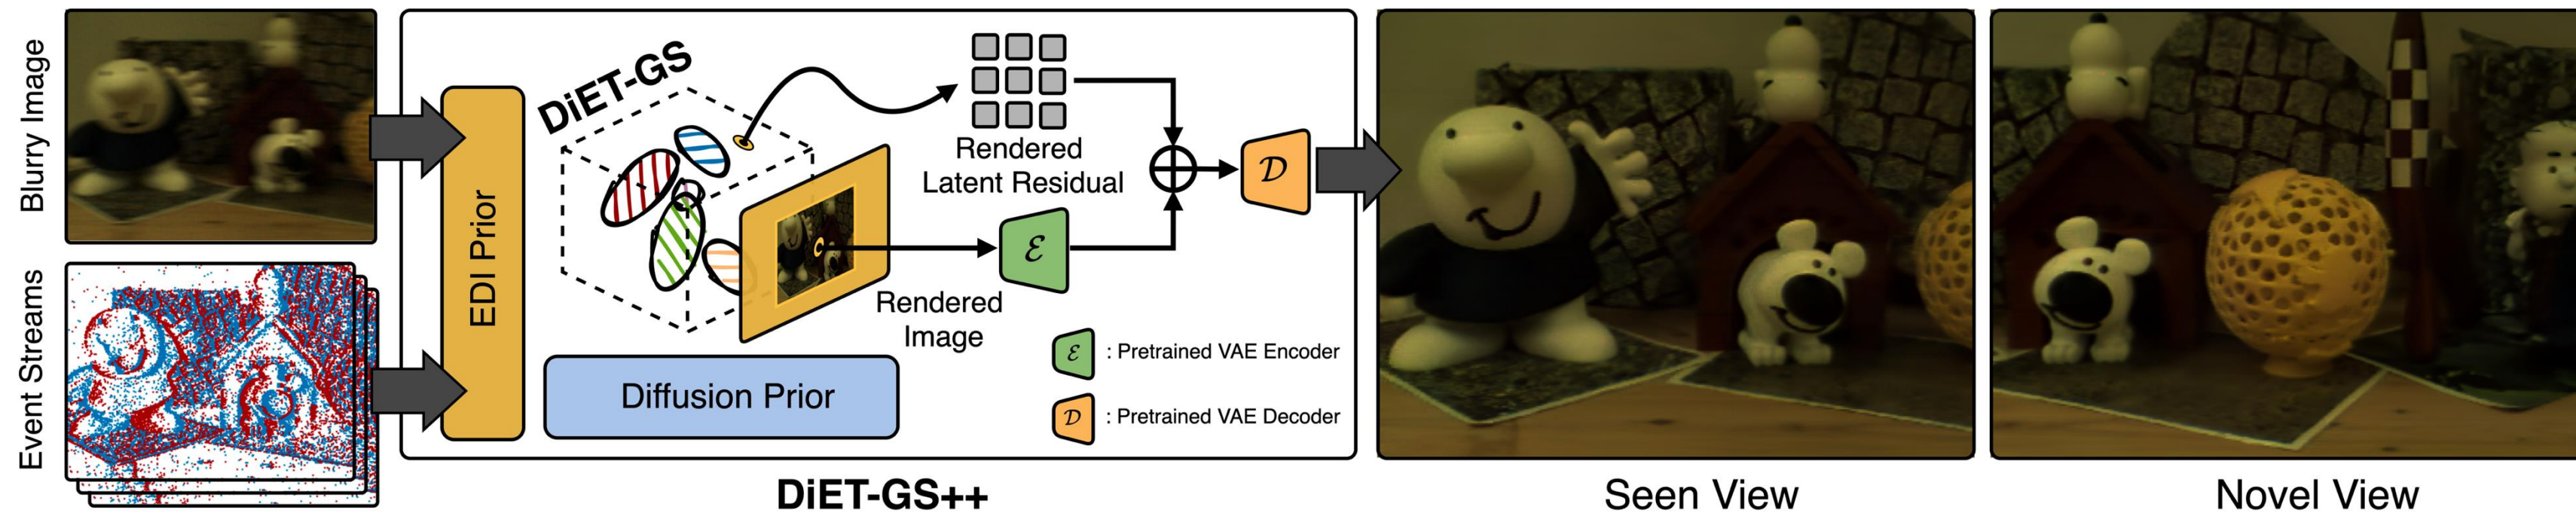 Blurry Image
Event Streams
EDI Prior
DiET-GS
Rendered
Latent Residual
Rendered
Image
ℰ
𝒟
Diffusion Prior
ℰ : Pretrained VAE Encoder
𝒟 : Pretrained VAE Decoder
DiET-GS++
Seen View
Novel View